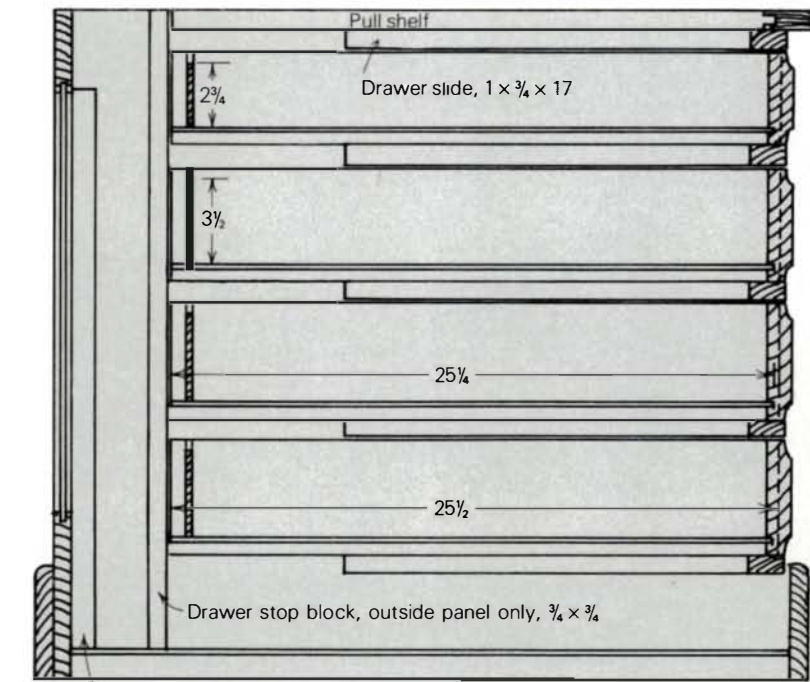 Pull shelf
Drawer slide, 1 × ¾ × 17
2¾
3½
25¼
25½
Drawer stop block, outside panel only, ¾ × ¾